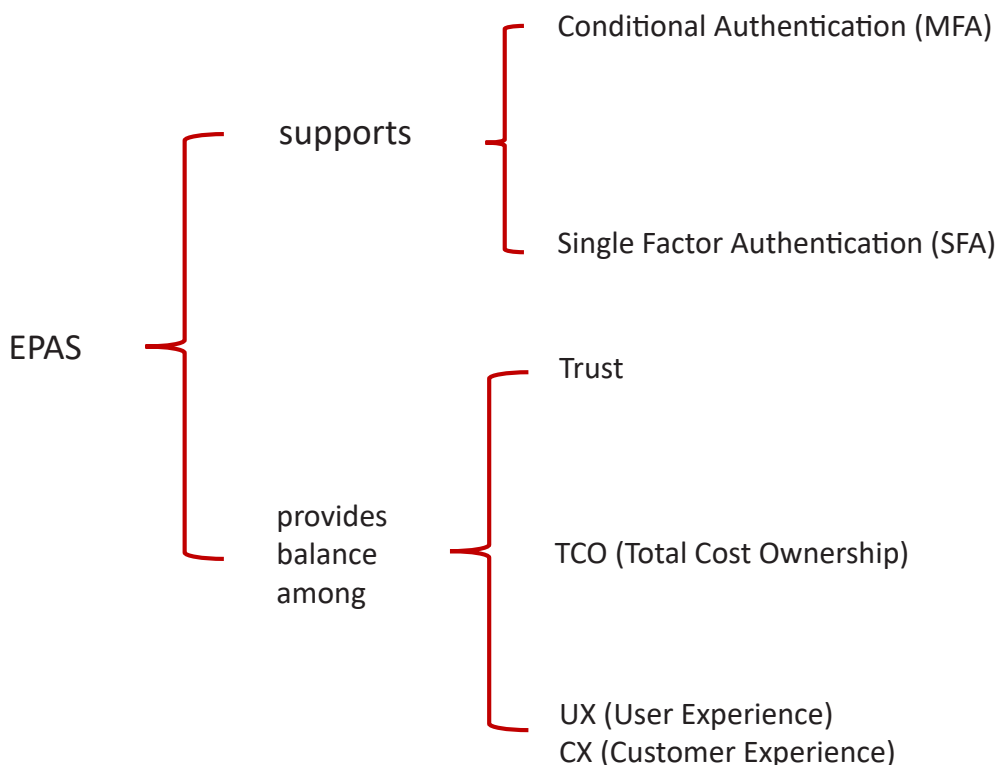 Conditional Authentication (MFA)
supports
Single Factor Authentication (SFA)
EPAS
Trust
provides
balance
among
TCO (Total Cost Ownership)
UX (User Experience)
CX (Customer Experience)